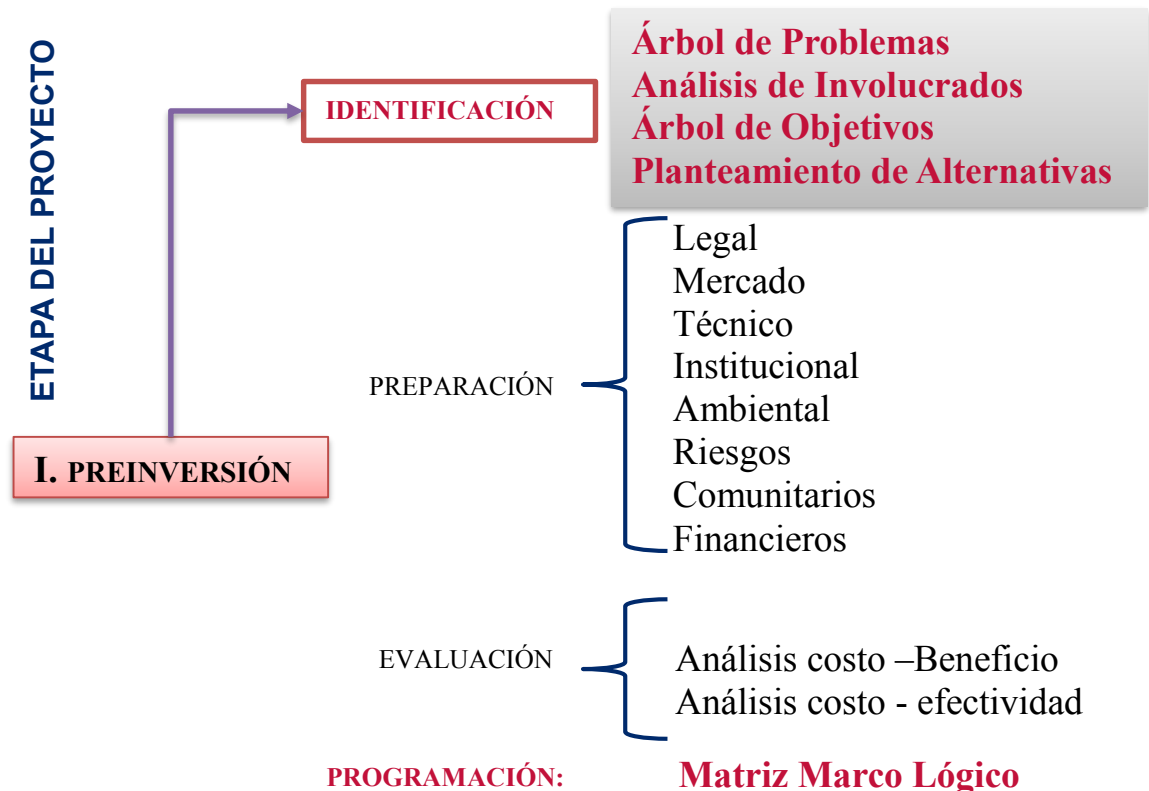 ETAPA DEL PROYECTO
I. PREINVERSIÓN
IDENTIFICACIÓN
Árbol de Problemas
Análisis de Involucrados
Árbol de Objetivos
Planteamiento de Alternativas
PREPARACIÓN
Legal
Mercado
Técnico
Institucional
Ambiental
Riesgos
Comunitarios
Financieros
EVALUACIÓN
Análisis costo –Beneficio
Análisis costo - efectividad
PROGRAMACIÓN:
Matriz Marco Lógico